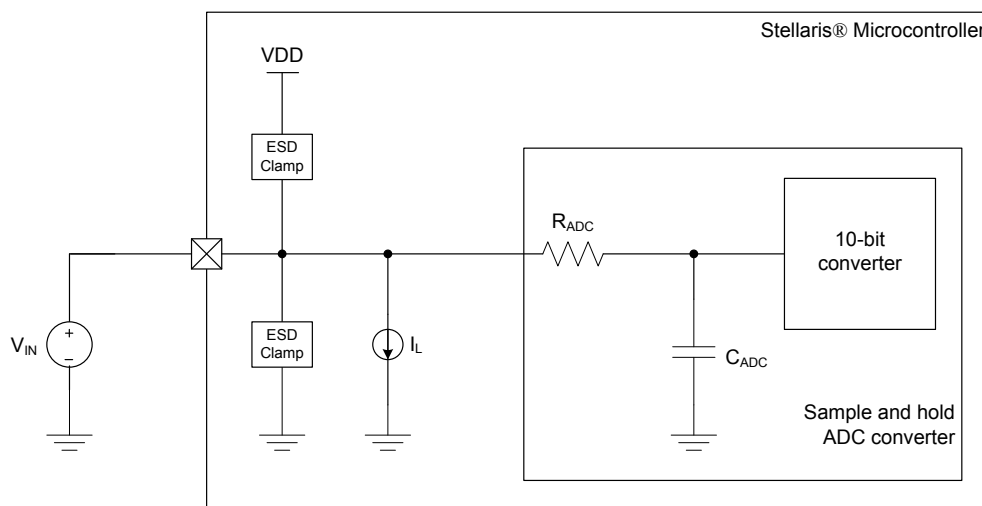 Stellaris® Microcontroller
VDD
ESD
Clamp
RADC
10-bit
converter
VIN
+
–
ESD
Clamp
IL
CADC
Sample and hold
ADC converter